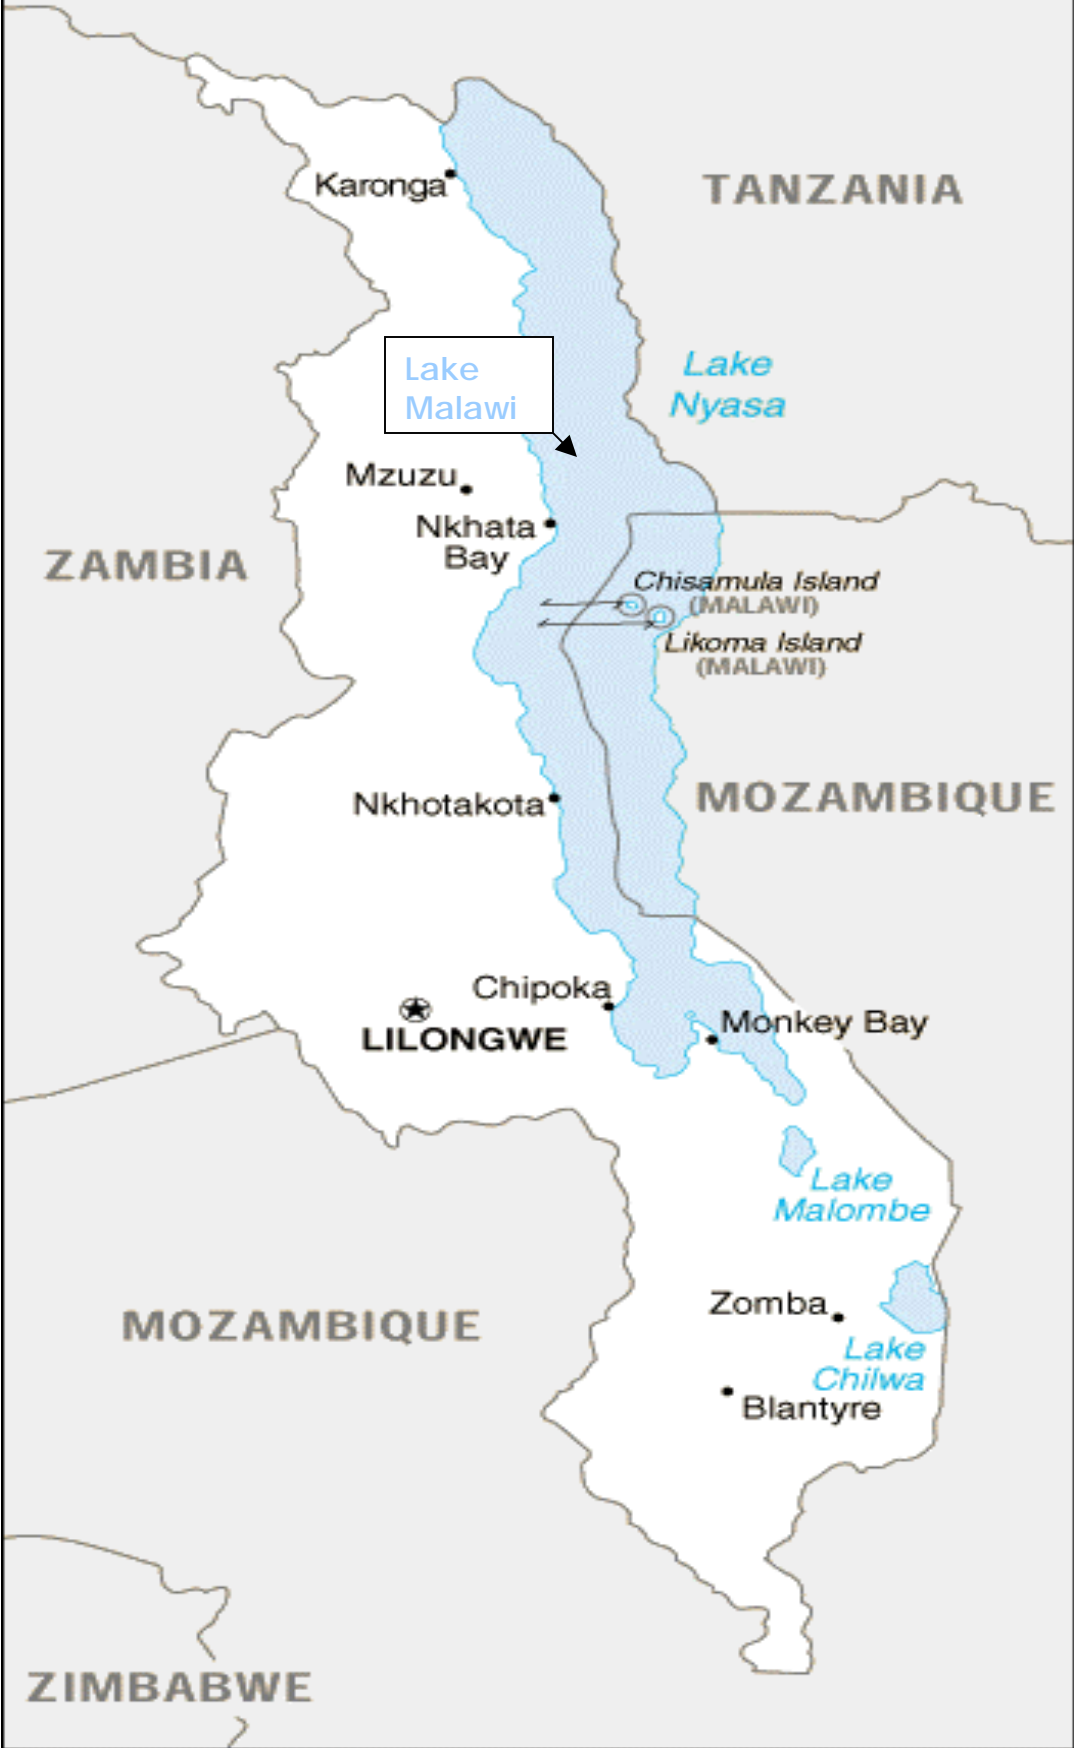 Karonga
TANZANIA
Lake
Malawi
Lake
Nyasa
Mzuzu
Nkhata
Bay
ZAMBIA
Chisamula Island
(MALAWI)
Likoma Island
(MALAWI)
Nkhotakota
MOZAMBIQUE
Chipoka
LILONGWE
Monkey Bay
Lake
Malombe
Zomba
MOZAMBIQUE
Lake
Chilwa
Blantyre
ZIMBABWE